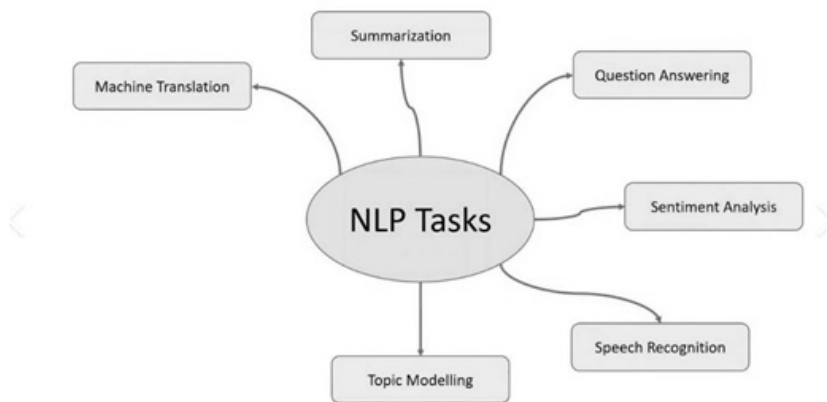 Summarization
Machine Translation
Question Answering
NLP Tasks
Sentiment Analysis
Speech Recognition
Topic Modelling